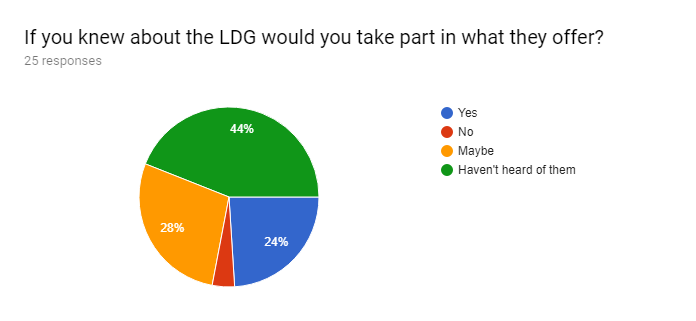 If you knew about the LDG would you take part in what they offer?
25 responses
44%
28%
24%
Yes
No
Maybe
Haven't heard of them